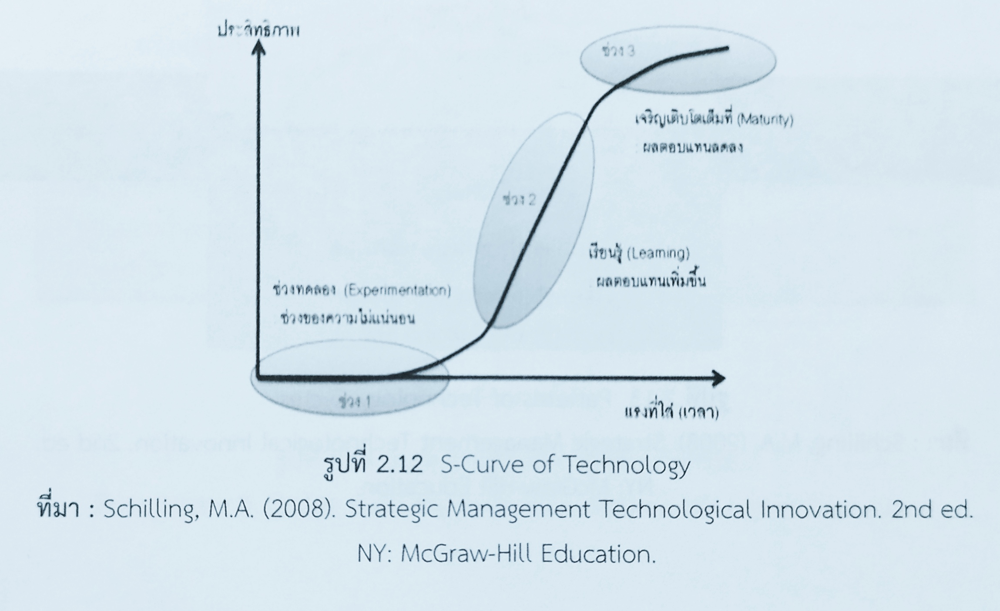 ประสิทธิภาพ
ช่วง 3
เจริญเติบโตเต็มที่ (Maturity)
: ผลตอบแทนลดลง
ช่วง 2
เรียนรู้ (Learning)
ผลตอบแทนเพิ่มขึ้น
ช่วงทดลอง (Experimentation)
ช่วงของความไม่แน่นอน
ช่วง 1
แรงที่ใส่ (เวลา)
รูปที่ 2.12 S-Curve of Technology
ที่มา : Schilling, M.A. (2008). Strategic Management Technological Innovation. 2nd ed.
NY: McGraw-Hill Education.